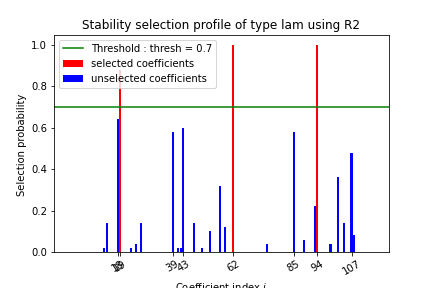 Stability selection profile of type lam using R2
Threshold : thresh = 0.7
selected coefficients
unselected coefficients
Selection probability
1.0
0.8
0.6
0.4
0.2
0.0
39 43 62 85 94 107
Coefficient index i